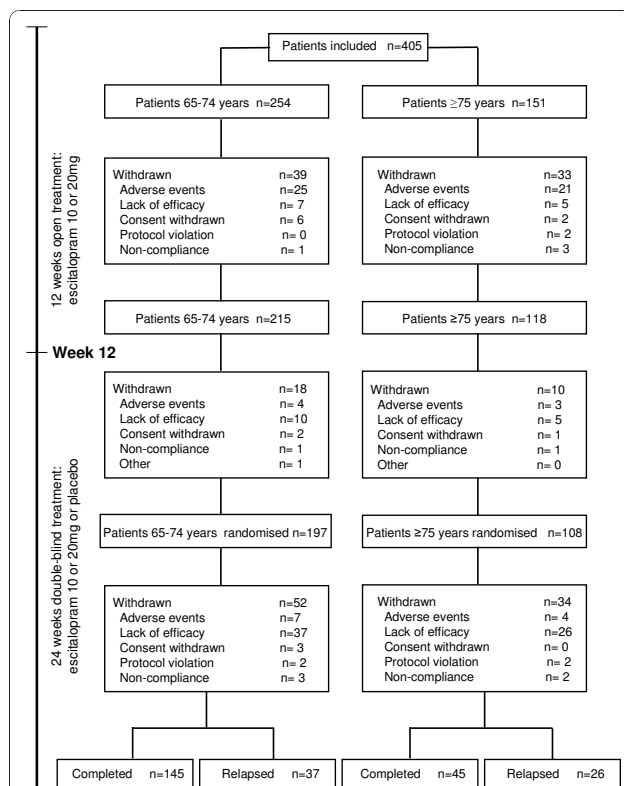 Patients included n=405
Patients 65-74 years n=254
Patients ≥75 years n=151
12 weeks open treatment:
escitalopram 10 or 20mg
Withdrawn n=39
Adverse events n=25
Lack of efficacy n= 7
Consent withdrawn n= 6
Protocol violation n= 0
Non-compliance n= 1
Withdrawn n=33
Adverse events n=21
Lack of efficacy n= 5
Consent withdrawn n= 2
Protocol violation n= 2
Non-compliance n= 3
Patients 65-74 years n=215
Patients ≥75 years n=118
Week 12
24 weeks double-blind treatment:
escitalopram 10 or 20mg or placebo
Withdrawn n=18
Adverse events n= 4
Lack of efficacy n=10
Consent withdrawn n= 2
Non-compliance n= 1
Other n= 1
Withdrawn n=10
Adverse events n= 3
Lack of efficacy n= 5
Consent withdrawn n= 1
Non-compliance n= 1
Other n= 0
Patients 65-74 years randomised n=197
Patients ≥75 years randomised n=108
Withdrawn n=52
Adverse events n=7
Lack of efficacy n=37
Consent withdrawn n= 3
Protocol violation n= 2
Non-compliance n= 3
Withdrawn n=34
Adverse events n= 4
Lack of efficacy n=26
Consent withdrawn n= 0
Protocol violation n= 2
Non-compliance n= 2
Completed n=145
Relapsed n=37
Completed n=45
Relapsed n=26